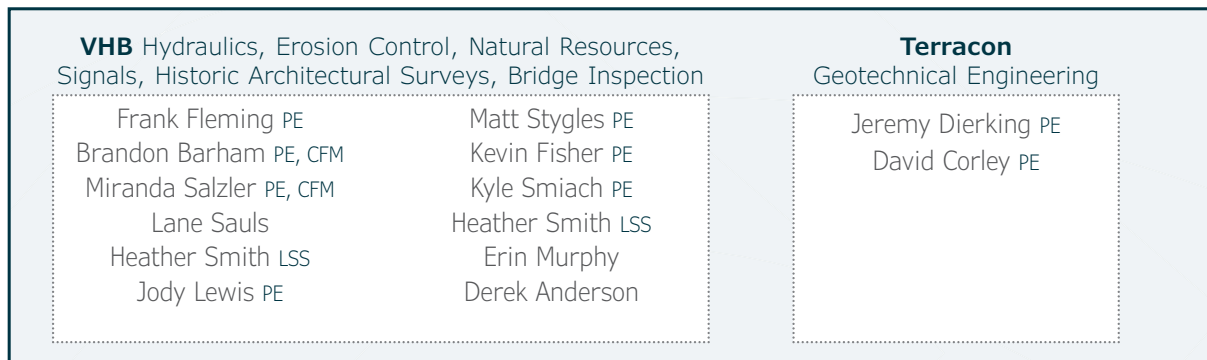 VHB Hydraulics, Erosion Control, Natural Resources,
Signals, Historic Architectural Surveys, Bridge Inspection
Frank Fleming PE
Brandon Barham PE, CFM
Miranda Salzler PE, CFM
Lane Sauls
Heather Smith LSS
Jody Lewis PE
Matt Stygles PE
Kevin Fisher PE
Kyle Smiach PE
Heather Smith LSS
Erin Murphy
Derek Anderson
Terracon
Geotechnical Engineering
Jeremy Dierking PE
David Corley PE